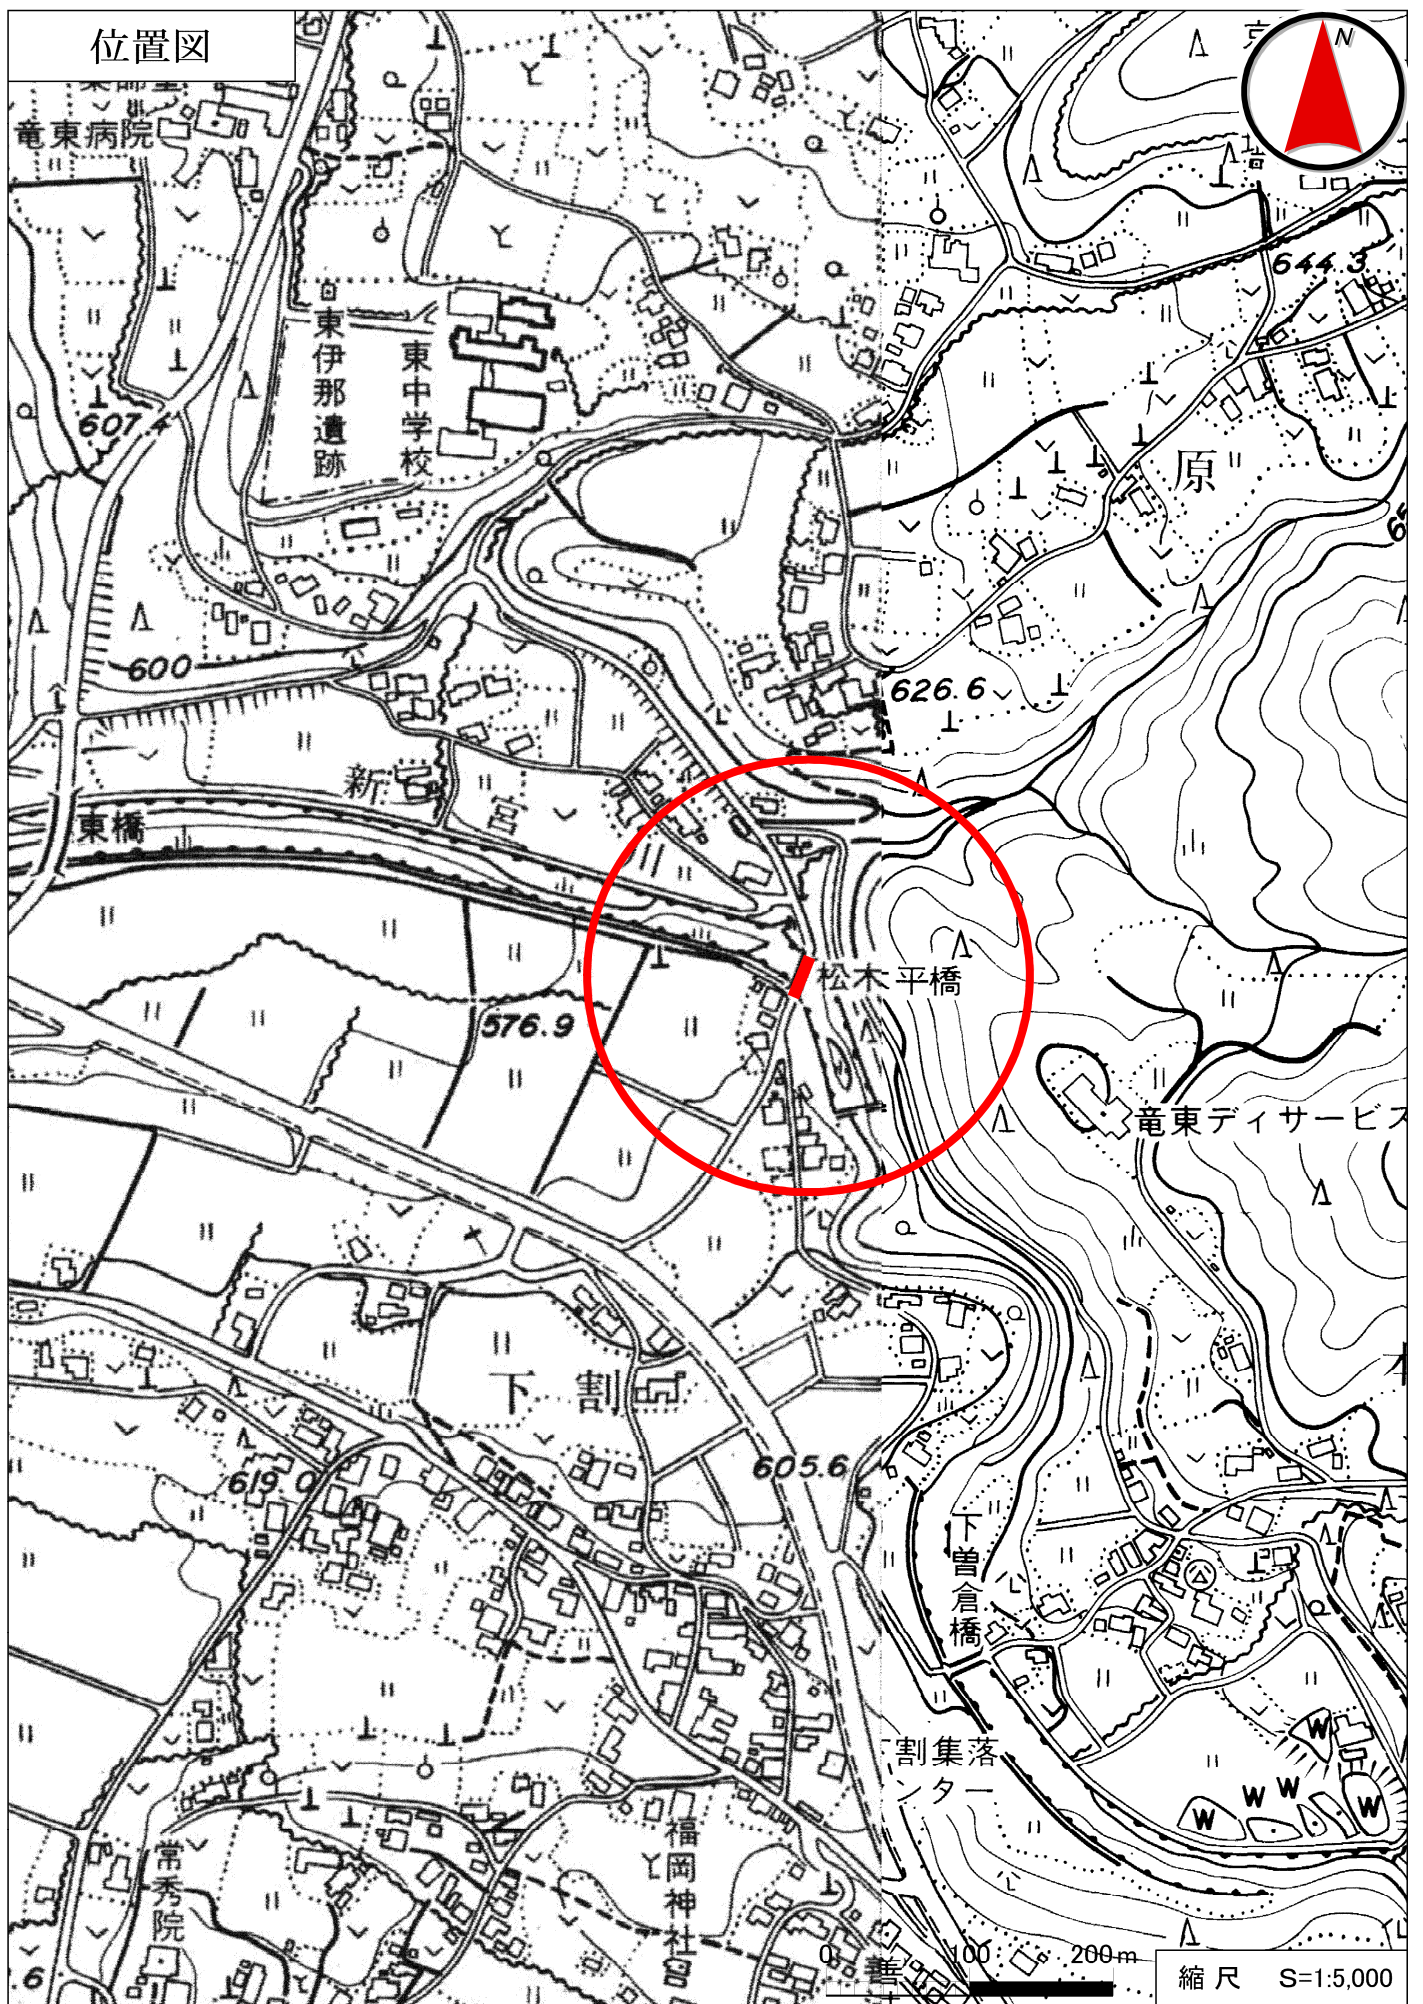 位置図
N
竜東病院
644.3
東伊那遺跡
東中学校
607
原
600
626.6
新宮
東橋
松木平橋
576.9
竜東ディサービス
下割
605.6
619.0
下曽倉橋
割集落
ンター
W
W W
W
W
福岡神社
常秀院
0 100 200m
縮尺 S=1:5,000